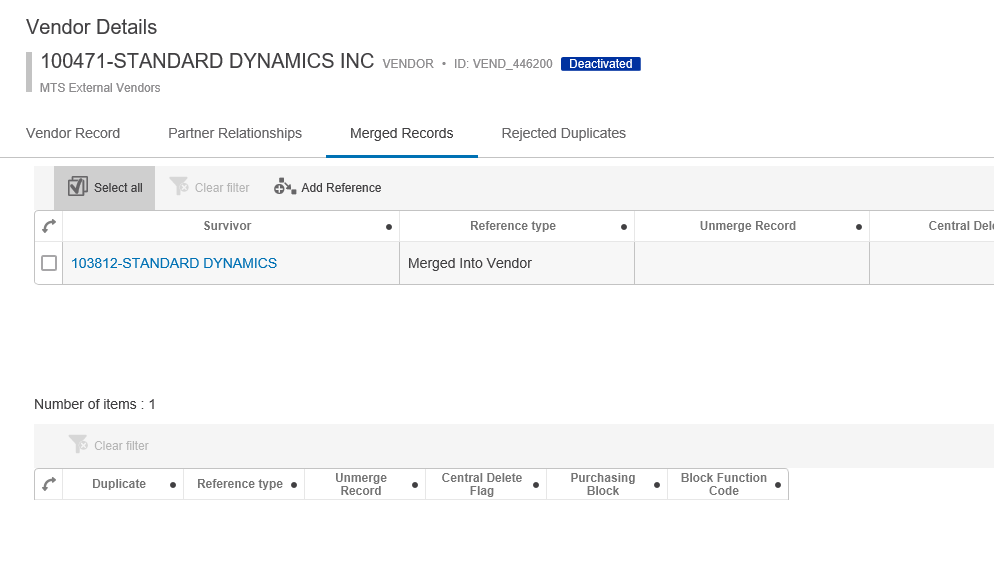 Vendor Details
100471-STANDARD DYNAMICS INC VENDOR • ID: VEND_446200 Deactivated
MTS External Vendors
Vendor Record Partner Relationships Merged Records Rejected Duplicates
Select all Clear filter Add Reference
Survivor Reference type Unmerge Record Central Dele
103812-STANDARD DYNAMICS Merged Into Vendor
Number of items : 1
Clear filter
Duplicate Reference type Unmerge Record Central Delete Flag Purchasing Block Block Function Code